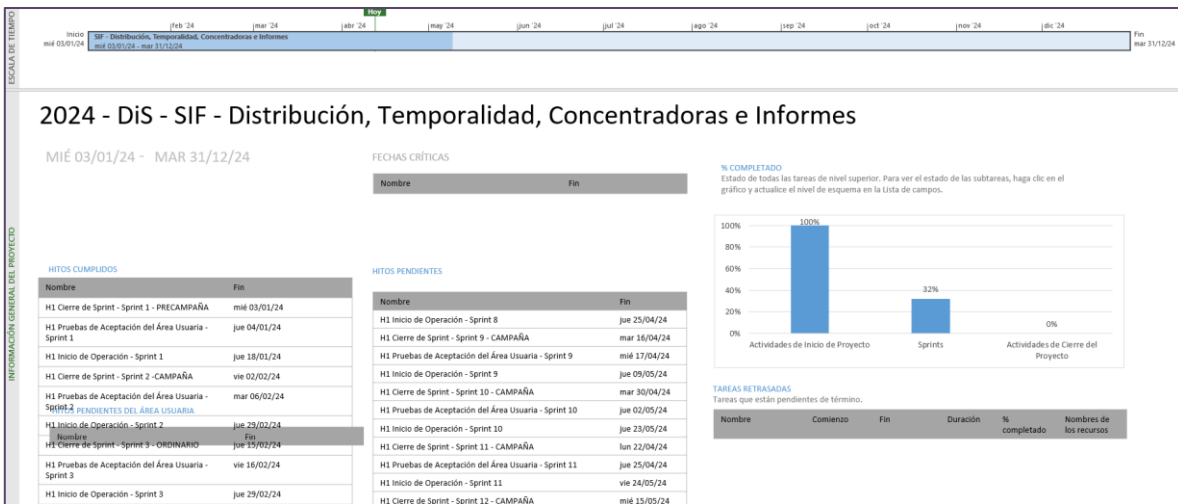 Hoy
feb '24 mar '24 abr '24 may '24 jun '24 jul '24 ago '24 sep '24 oct '24 nov '24 dic '24
ESCALA DE TIEMPO
Inicio
mié 03/01/24
SIF - Distribución, Temporalidad, Concentradoras e Informes
mié 03/01/24 - mar 31/12/24
Fin
mar 31/12/24
INFORMACIÓN GENERAL DEL PROYECTO
2024 - DiS - SIF - Distribución, Temporalidad, Concentradoras e Informes
MIÉ 03/01/24 - MAR 31/12/24
HITOS CUMPLIDOS
Nombre Fin
H1 Cierre de Sprint - Sprint 1 - PRECAMPAÑA mié 03/01/24
H1 Pruebas de Aceptación del Área Usuaria - jue 04/01/24
Sprint 1
H1 Inicio de Operación - Sprint 1 jue 18/01/24
H1 Cierre de Sprint - Sprint 2 -CAMPAÑA vie 02/02/24
H1 Pruebas de Aceptación del Área Usuaria - mar 06/02/24
Sprint 2
HITOS PENDIENTES DEL ÁREA USUARIA
H1 Inicio de Operación - Sprint 2 jue 29/02/24
Nombre Fin
H1 Cierre de Sprint - Sprint 3 - ORDINARIO jue 15/02/24
H1 Pruebas de Aceptación del Área Usuaria - vie 16/02/24
Sprint 3
H1 Inicio de Operación - Sprint 3 jue 29/02/24
FECHAS CRÍTICAS
Nombre Fin
HITOS PENDIENTES
Nombre Fin
H1 Inicio de Operación - Sprint 8 jue 25/04/24
H1 Cierre de Sprint - Sprint 9 - CAMPAÑA mar 16/04/24
H1 Pruebas de Aceptación del Área Usuaria - Sprint 9 mié 17/04/24
H1 Inicio de Operación - Sprint 9 jue 09/05/24
H1 Cierre de Sprint - Sprint 10 - CAMPAÑA mar 30/04/24
H1 Pruebas de Aceptación del Área Usuaria - Sprint 10 jue 02/05/24
H1 Inicio de Operación - Sprint 10 jue 23/05/24
H1 Cierre de Sprint - Sprint 11 - CAMPAÑA lun 22/04/24
H1 Pruebas de Aceptación del Área Usuaria - Sprint 11 jue 25/04/24
H1 Inicio de Operación - Sprint 11 vie 24/05/24
H1 Cierre de Sprint - Sprint 12 - CAMPAÑA mié 15/05/24
% COMPLETADO
Estado de todas las tareas de nivel superior. Para ver el estado de las subtareas, haga clic en el
gráfico y actualice el nivel de esquema en la Lista de campos.
100%
80%
60%
40%
20%
0%
100%
32%
0%
Actividades de Inicio de Proyecto Sprints Actividades de Cierre del
Proyecto
TAREAS RETRASADAS
Tareas que están pendientes de término.
Nombre Comienzo Fin Duración % Nombres de
completado los recursos